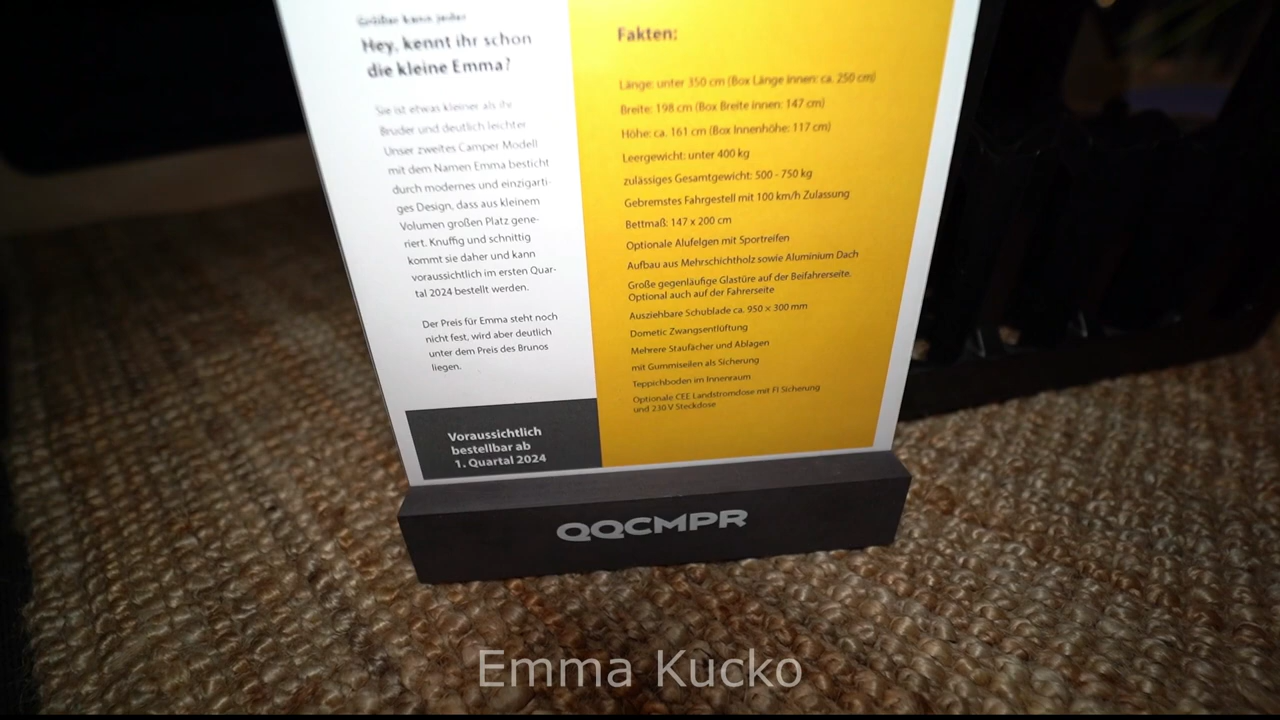 Größer kann jeder
Hey, kennt ihr schon
die kleine Emma?
Sie ist etwas kleiner als ihr
Bruder und deutlich leichter
Unser zweites Camper Modell
mit dem Namen Emma besticht
durch modernes und einzigarti-
ges Design, dass aus kleinem
Volumen großen Platz gene-
riert. Knuffig und schnittig
kommt sie daher und kann
voraussichtlich im ersten Quar-
tal 2024 bestellt werden.
Der Preis für Emma steht noch
nicht fest, wird aber deutlich
unter dem Preis des Brunos
liegen.
Voraussichtlich
bestellbar ab
1. Quartal 2024
Fakten:
Länge: unter 350 cm (Box Länge innen: ca. 250 cm)
Breite: 198 cm (Box Breite innen: 147 cm)
Höhe: ca. 161 cm (Box Innenhöhe: 117 cm)
Leergewicht: unter 400 kg
zulässiges Gesamtgewicht: 500 - 750 kg
Gebremstes Fahrgestell mit 100 km/h Zulassung
Bettmaß: 147 x 200 cm
Optionale Alufelgen mit Sportreifen
Aufbau aus Mehrschichtholz sowie Aluminium Dach
Große gegenläufige Glastüre auf der Beifahrerseite.
Optional auch auf der Fahrerseite
Ausziehbare Schublade ca. 950 × 300 mm
Dometic Zwangsentlüftung
Mehrere Staufächer und Ablagen
mit Gummiseilen als Sicherung
Teppichboden im Innenraum
Optionale CEE Landstromdose mit FI Sicherung
und 230 V Steckdose
QQCMPR
Emma Kucko